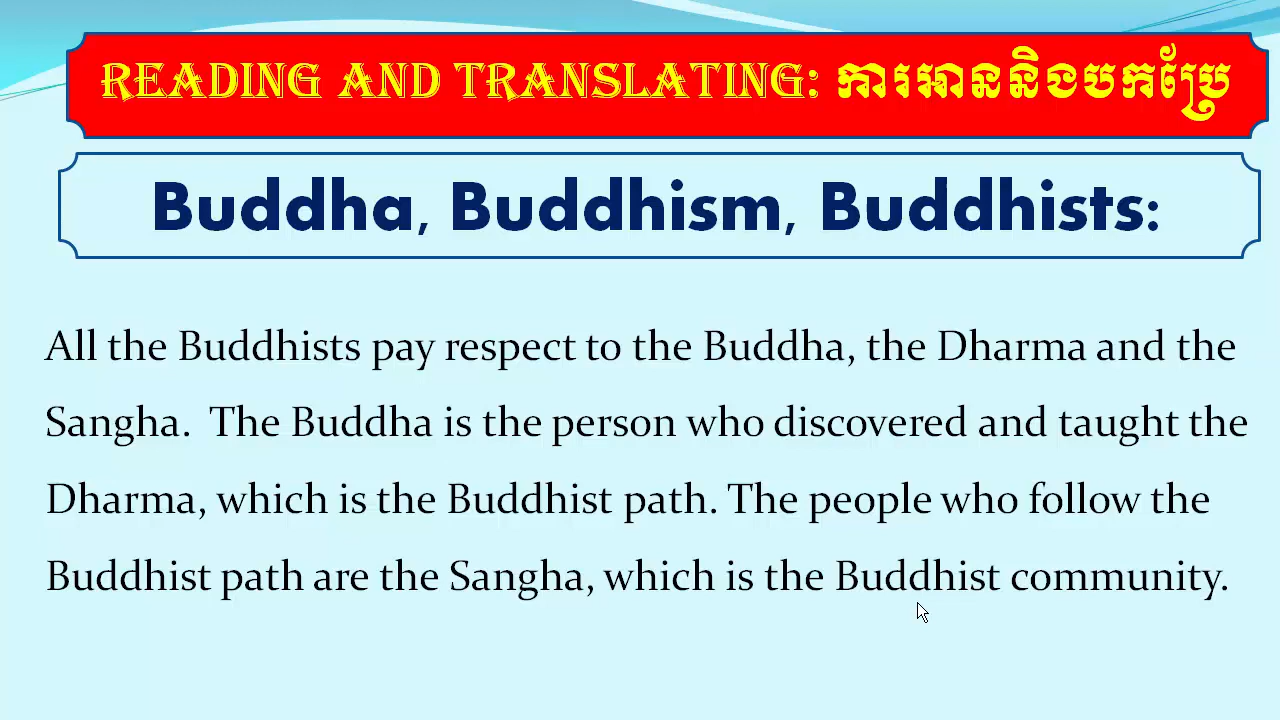 READING AND TRANSLATING: ការអាននិងបកប្រែ
Buddha, Buddhism, Buddhists:
All the Buddhists pay respect to the Buddha, the Dharma and the
Sangha. The Buddha is the person who discovered and taught the
Dharma, which is the Buddhist path. The people who follow the
Buddhist path are the Sangha, which is the Buddhist community.